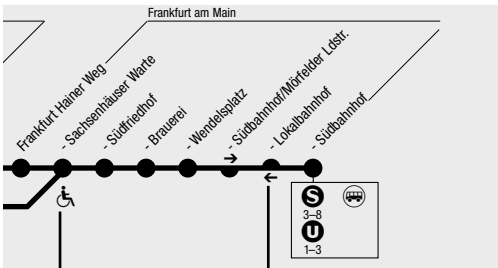 Frankfurt am Main
Frankfurt Hainer Weg
- Sachsenhäuser Warte
- Südfriedhof
- Brauerei
- Wendelsplatz
- Südbahnhof/Mörfelder Ldstr.
- Lokalbahnhof
- Südbahnhof
S
3–8
U
1–3